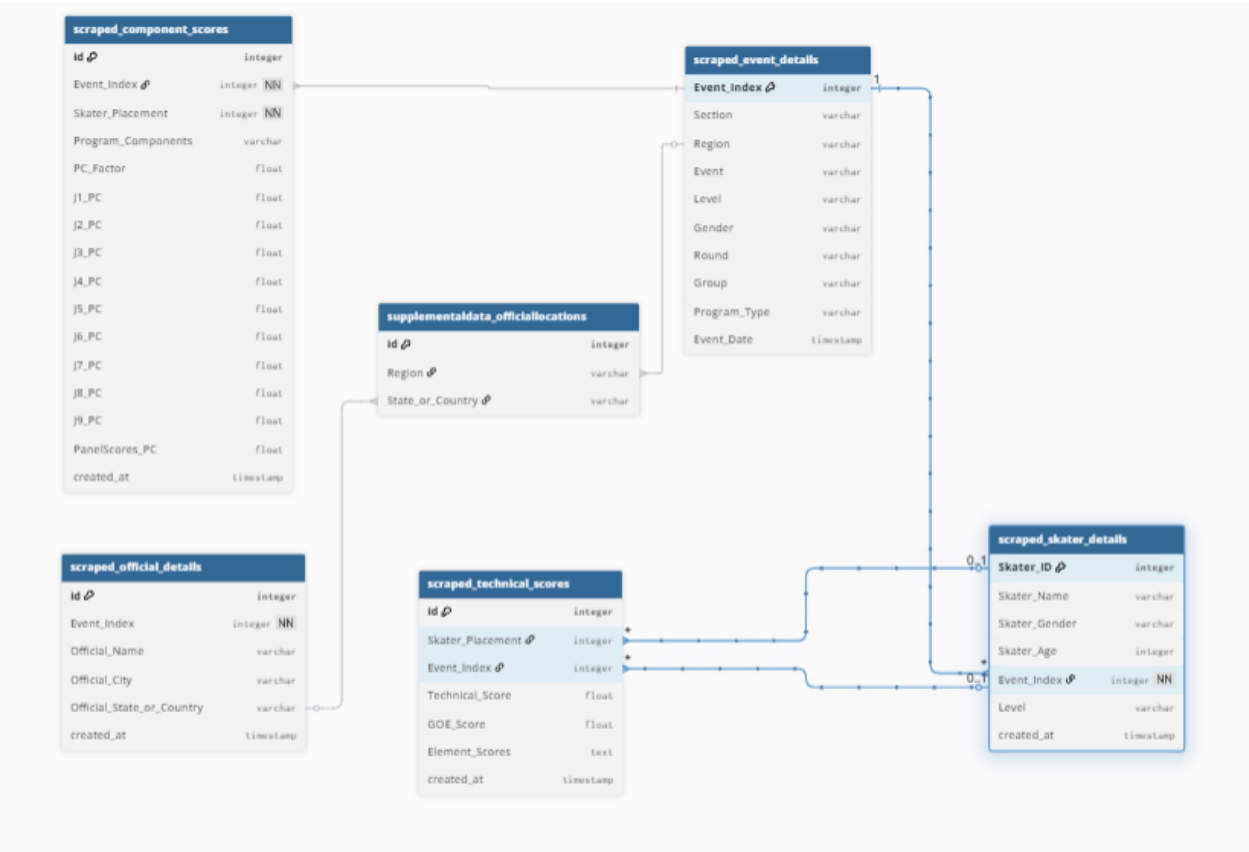 scraped_component_scores
id integer
Event_Index integer NN
Skater_Placement integer NN
Program_Components varchar
PC_Factor float
J1_PC float
J2_PC float
J3_PC float
J4_PC float
J5_PC float
J6_PC float
J7_PC float
J8_PC float
J9_PC float
PanelScores_PC float
created_at timestamp
scraped_event_details
Event_Index integer
1
Section varchar
Region varchar
Event varchar
Level varchar
Gender varchar
Round varchar
Group varchar
Program_Type varchar
Event_Date timestamp
supplementaldata_officiallocations
id integer
Region varchar
State_or_Country varchar
scraped_official_details
id integer
Event_Index integer NN
Official_Name varchar
Official_City varchar
Official_State_or_Country varchar
created_at timestamp
scraped_technical_scores
id integer
Skater_Placement integer *
Event_Index integer *
Technical_Score float
GOE_Score float
Element_Scores text
created_at timestamp
scraped_skater_details
0..1 Skater_ID integer
Skater_Name varchar
Skater_Gender varchar
Skater_Age integer
*
0..1 Event_Index integer NN
Level varchar
created_at timestamp